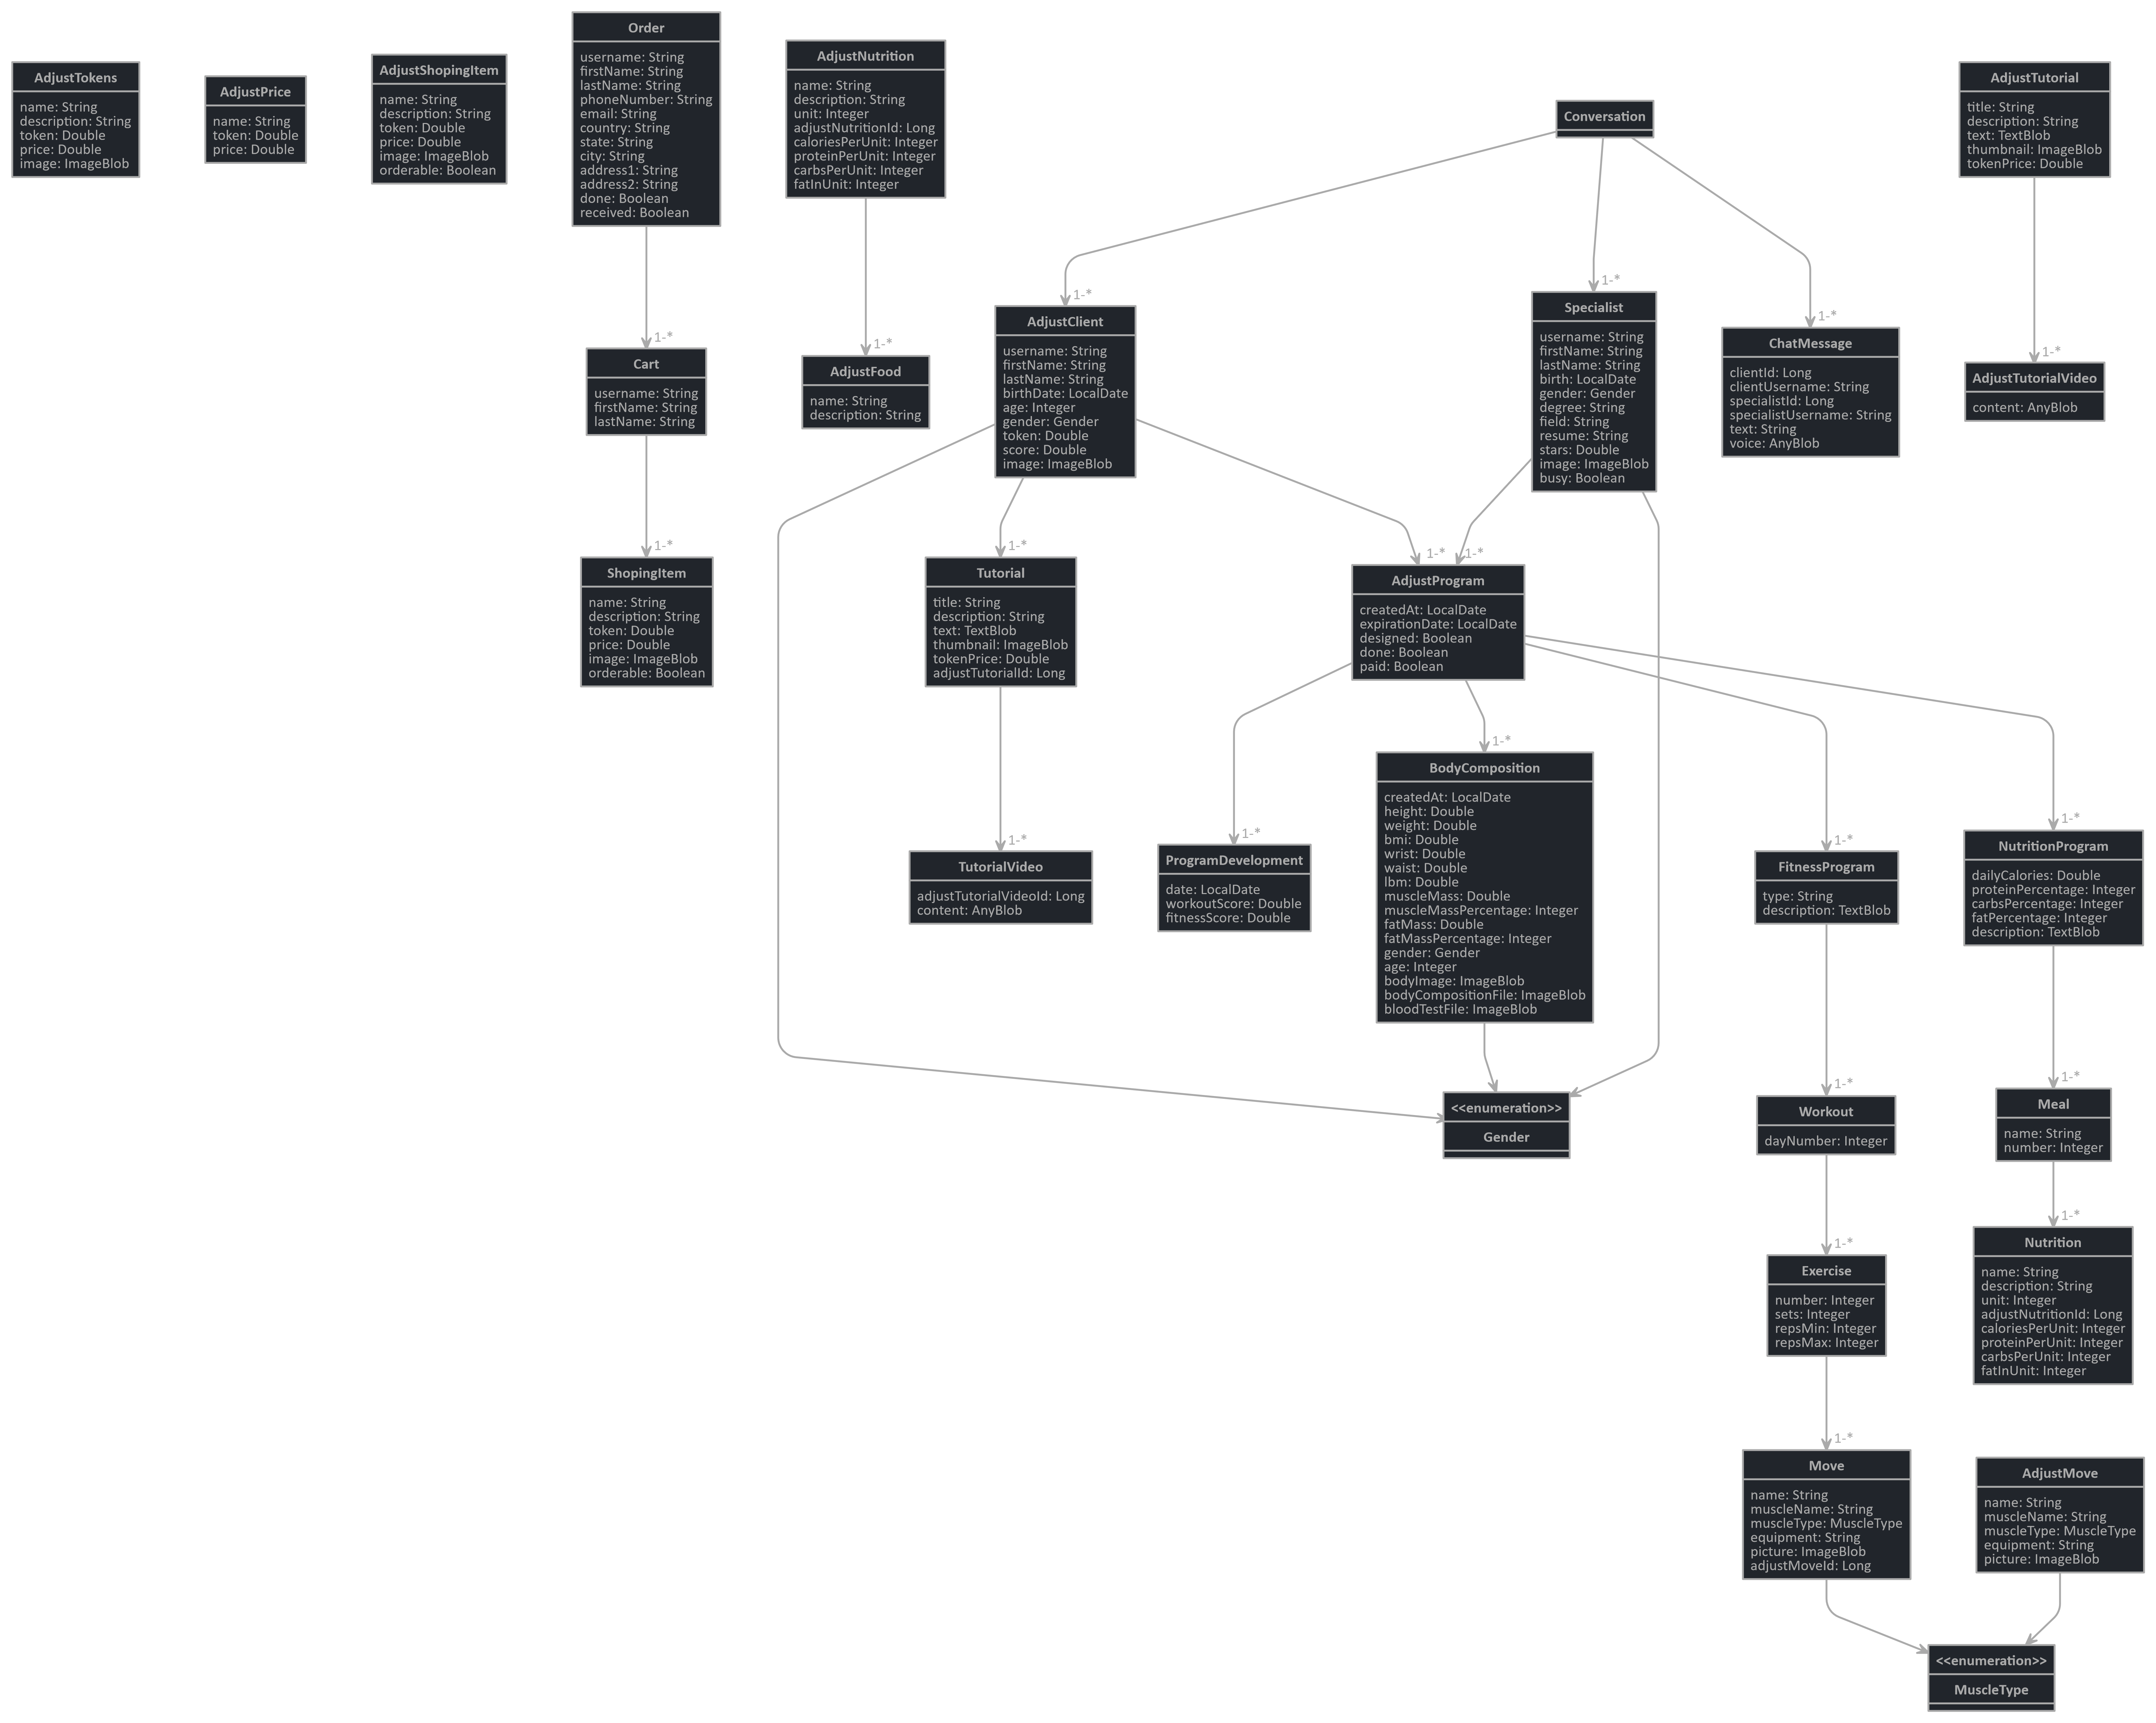 AdjustTokens
name: String
description: String
token: Double
price: Double
image: ImageBlob
AdjustPrice
name: String
token: Double
price: Double
AdjustShopingItem
name: String
description: String
token: Double
price: Double
image: ImageBlob
orderable: Boolean
Order
username: String
firstName: String
lastName: String
phoneNumber: String
email: String
country: String
state: String
city: String
address1: String
address2: String
done: Boolean
received: Boolean
AdjustNutrition
name: String
description: String
unit: Integer
adjustNutritionId: Long
caloriesPerUnit: Integer
proteinPerUnit: Integer
carbsPerUnit: Integer
fatInUnit: Integer
Conversation
AdjustTutorial
title: String
description: String
text: TextBlob
thumbnail: ImageBlob
tokenPrice: Double
1-*
1-*
1-*
1-*
1-*
1-*
Cart
username: String
firstName: String
lastName: String
AdjustFood
name: String
description: String
AdjustClient
username: String
firstName: String
lastName: String
birthDate: LocalDate
age: Integer
gender: Gender
token: Double
score: Double
image: ImageBlob
Specialist
username: String
firstName: String
lastName: String
birth: LocalDate
gender: Gender
degree: String
field: String
resume: String
stars: Double
image: ImageBlob
busy: Boolean
ChatMessage
clientId: Long
clientUsername: String
specialistId: Long
specialistUsername: String
text: String
voice: AnyBlob
AdjustTutorialVideo
content: AnyBlob
1-*
1-*
1-*
1-*
ShopingItem
name: String
description: String
token: Double
price: Double
image: ImageBlob
orderable: Boolean
Tutorial
title: String
description: String
text: TextBlob
thumbnail: ImageBlob
tokenPrice: Double
adjustTutorialId: Long
AdjustProgram
createdAt: LocalDate
expirationDate: LocalDate
designed: Boolean
done: Boolean
paid: Boolean
1-*
1-*
1-*
1-*
1-*
TutorialVideo
adjustTutorialVideoId: Long
content: AnyBlob
ProgramDevelopment
date: LocalDate
workoutScore: Double
fitnessScore: Double
BodyComposition
createdAt: LocalDate
height: Double
weight: Double
bmi: Double
wrist: Double
waist: Double
lbm: Double
muscleMass: Double
muscleMassPercentage: Integer
fatMass: Double
fatMassPercentage: Integer
gender: Gender
age: Integer
bodyImage: ImageBlob
bodyCompositionFile: ImageBlob
bloodTestFile: ImageBlob
FitnessProgram
type: String
description: TextBlob
NutritionProgram
dailyCalories: Double
proteinPercentage: Integer
carbsPercentage: Integer
fatPercentage: Integer
description: TextBlob
1-*
1-*
<<enumeration>>
Gender
Workout
dayNumber: Integer
Meal
name: String
number: Integer
1-*
1-*
Exercise
number: Integer
sets: Integer
repsMin: Integer
repsMax: Integer
Nutrition
name: String
description: String
unit: Integer
adjustNutritionId: Long
caloriesPerUnit: Integer
proteinPerUnit: Integer
carbsPerUnit: Integer
fatInUnit: Integer
1-*
Move
name: String
muscleName: String
muscleType: MuscleType
equipment: String
picture: ImageBlob
adjustMoveId: Long
AdjustMove
name: String
muscleName: String
muscleType: MuscleType
equipment: String
picture: ImageBlob
<<enumeration>>
MuscleType